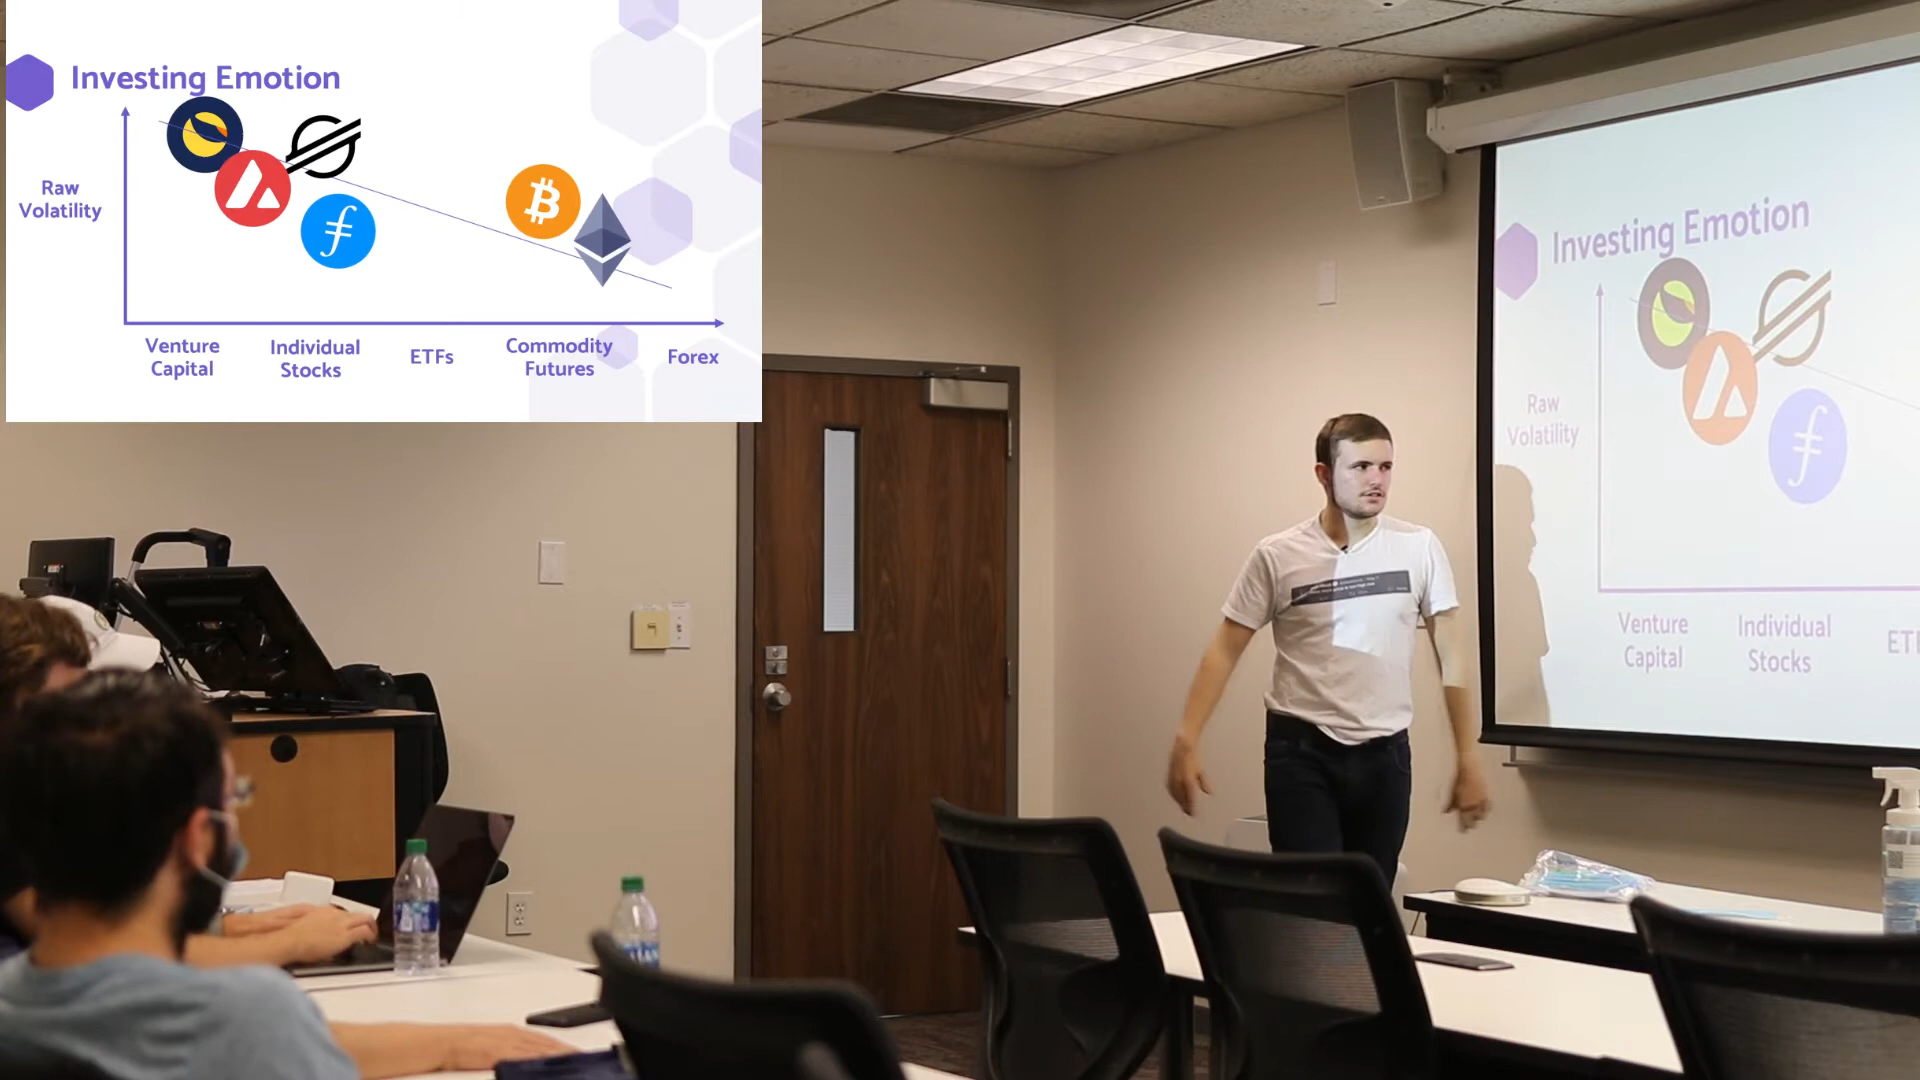 Investing Emotion
Raw
Volatility
Venture
Capital
Individual
Stocks
ETFs
Commodity
Futures
Forex
Investing Emotion
Raw
Volatility
Venture
Capital
Individual
Stocks